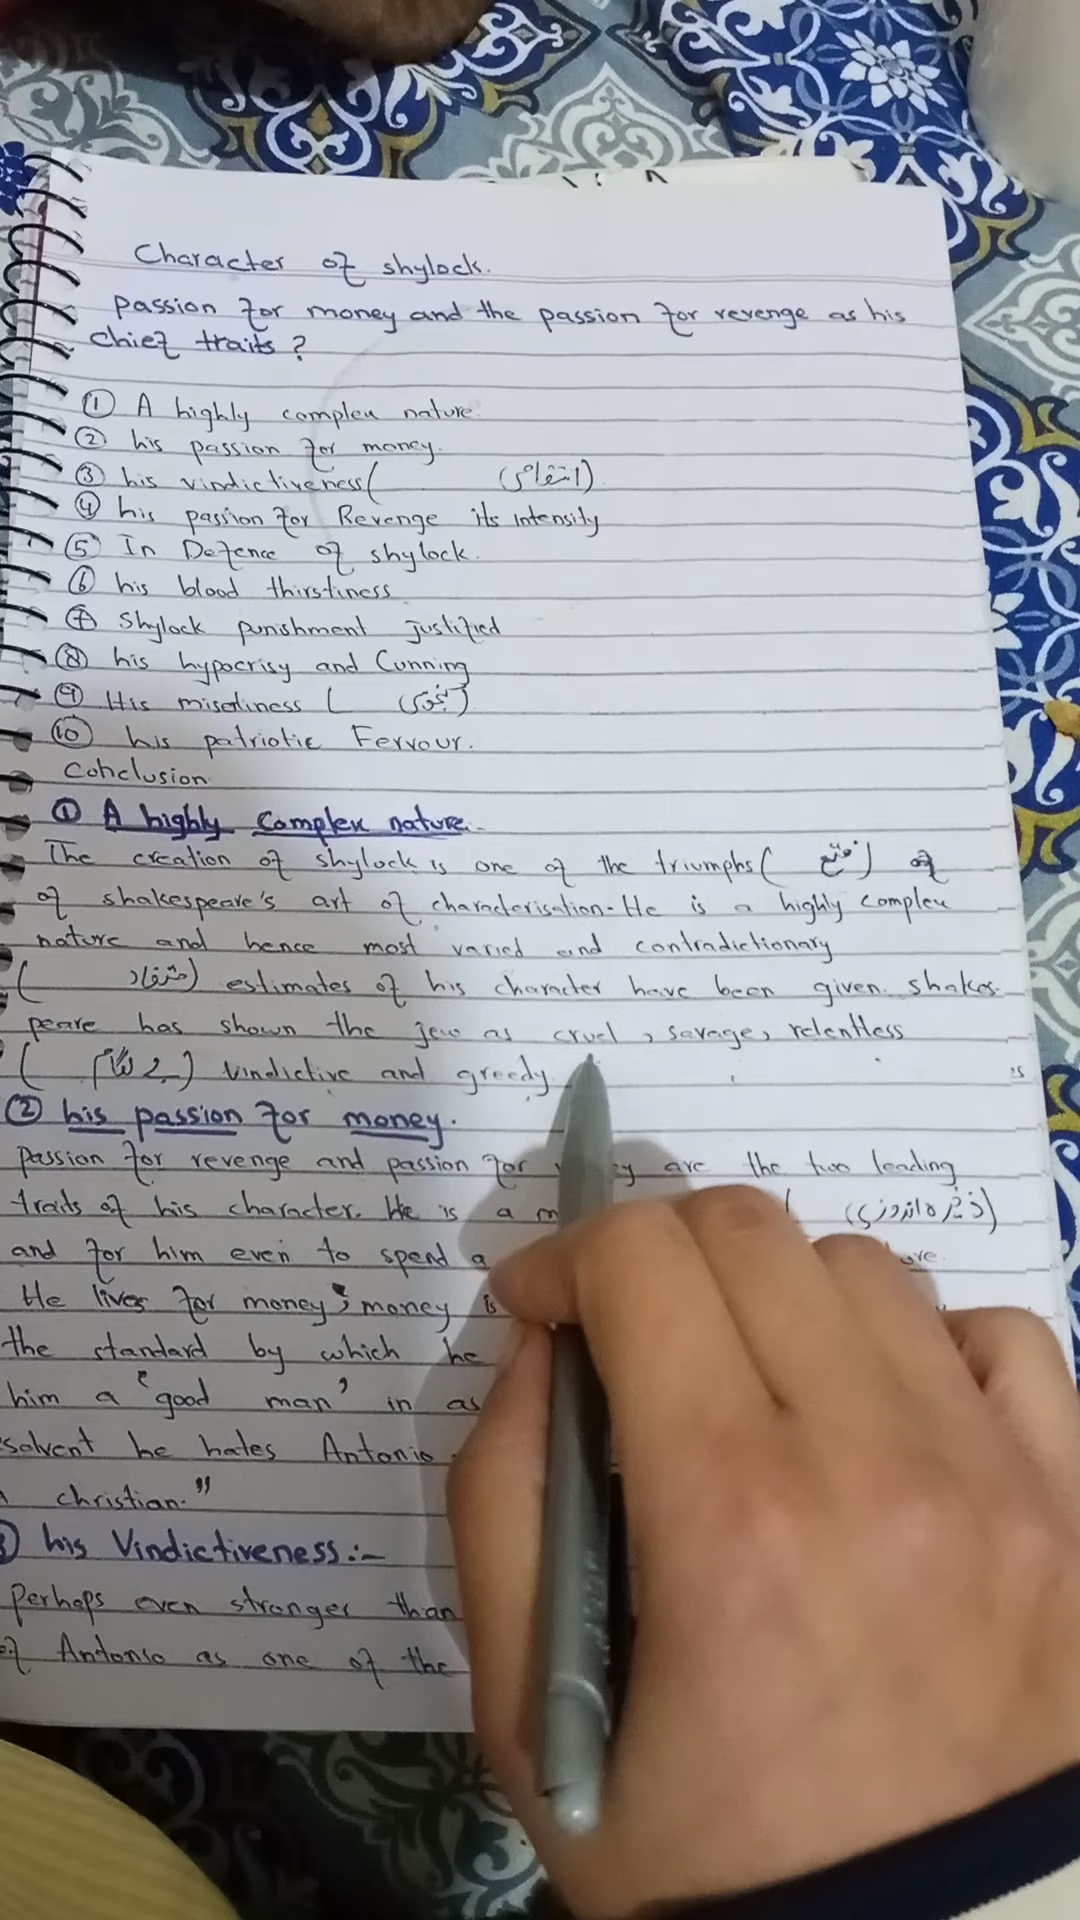 Character of shylock.
passion for money and the passion for revenge as his
chief traits ?
① A highly complex nature
② his passion for money.
③ his vindictiveness ( انتقامی)
④ his passion for Revenge its intensity
⑤ In Defence of shylock.
⑥ his blood thirstiness
⑦ Shylock punishment justified
⑧ his hypocrisy and Cunning
⑨ His miserliness ( کنجوسی)
⑩ his patriotic Fervour.
Conclusion
① A highly Complex nature.
The creation of shylock is one of the triumphs ( فتح) of
of shakespeare's art of characterisation. He is a highly complex
nature and hence most varied and contradictionary
( متضاد) estimates of his character have been given. shakes-
peare has shown the jew as cruel, savage, relentless
( ) vindictive and greedy.
② his passion for money.
Passion for revenge and passion for are the two leading
traits of his character. He is a (ذخیرہ اندوزی)
and for him even to spend a
He lives for money; money is
the standard by which he
him a 'good man' in as
solvent he hates Antonio
christian."
his Vindictiveness :-
Perhaps even stronger than
of Antonio as one of the